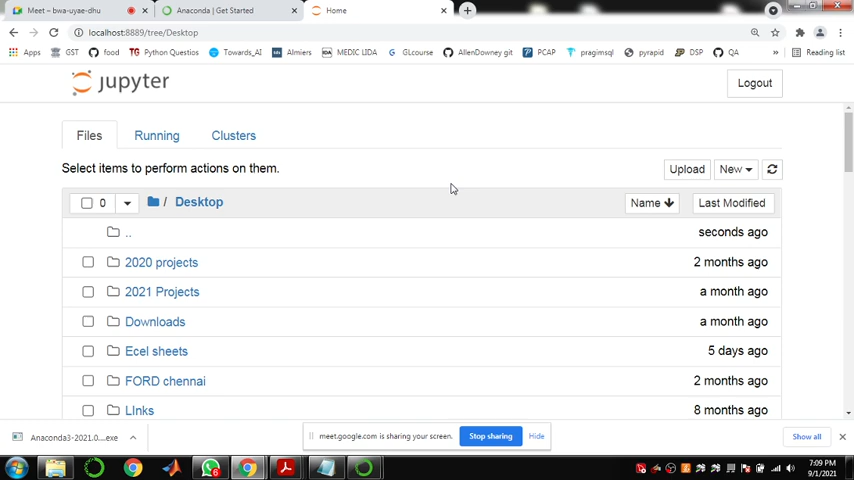 Meet – bwa-uyae-dhu
Anaconda | Get Started
Home
localhost:8889/tree/Desktop
Apps GST food Python Questios Towards_AI Almiers MEDIC LIDA GLcourse AllenDowney git PCAP pragimsql pyrapid DSP QA » Reading list
jupyter
Logout
Files Running Clusters
Select items to perform actions on them.
Upload New
0 / Desktop Name Last Modified
.. seconds ago
2020 projects 2 months ago
2021 Projects a month ago
Downloads a month ago
Ecel sheets 5 days ago
FORD chennai 2 months ago
LInks 8 months ago
Anaconda3-2021.0....exe
meet.google.com is sharing your screen. Stop sharing Hide
Show all
6
7:09 PM
9/1/2021